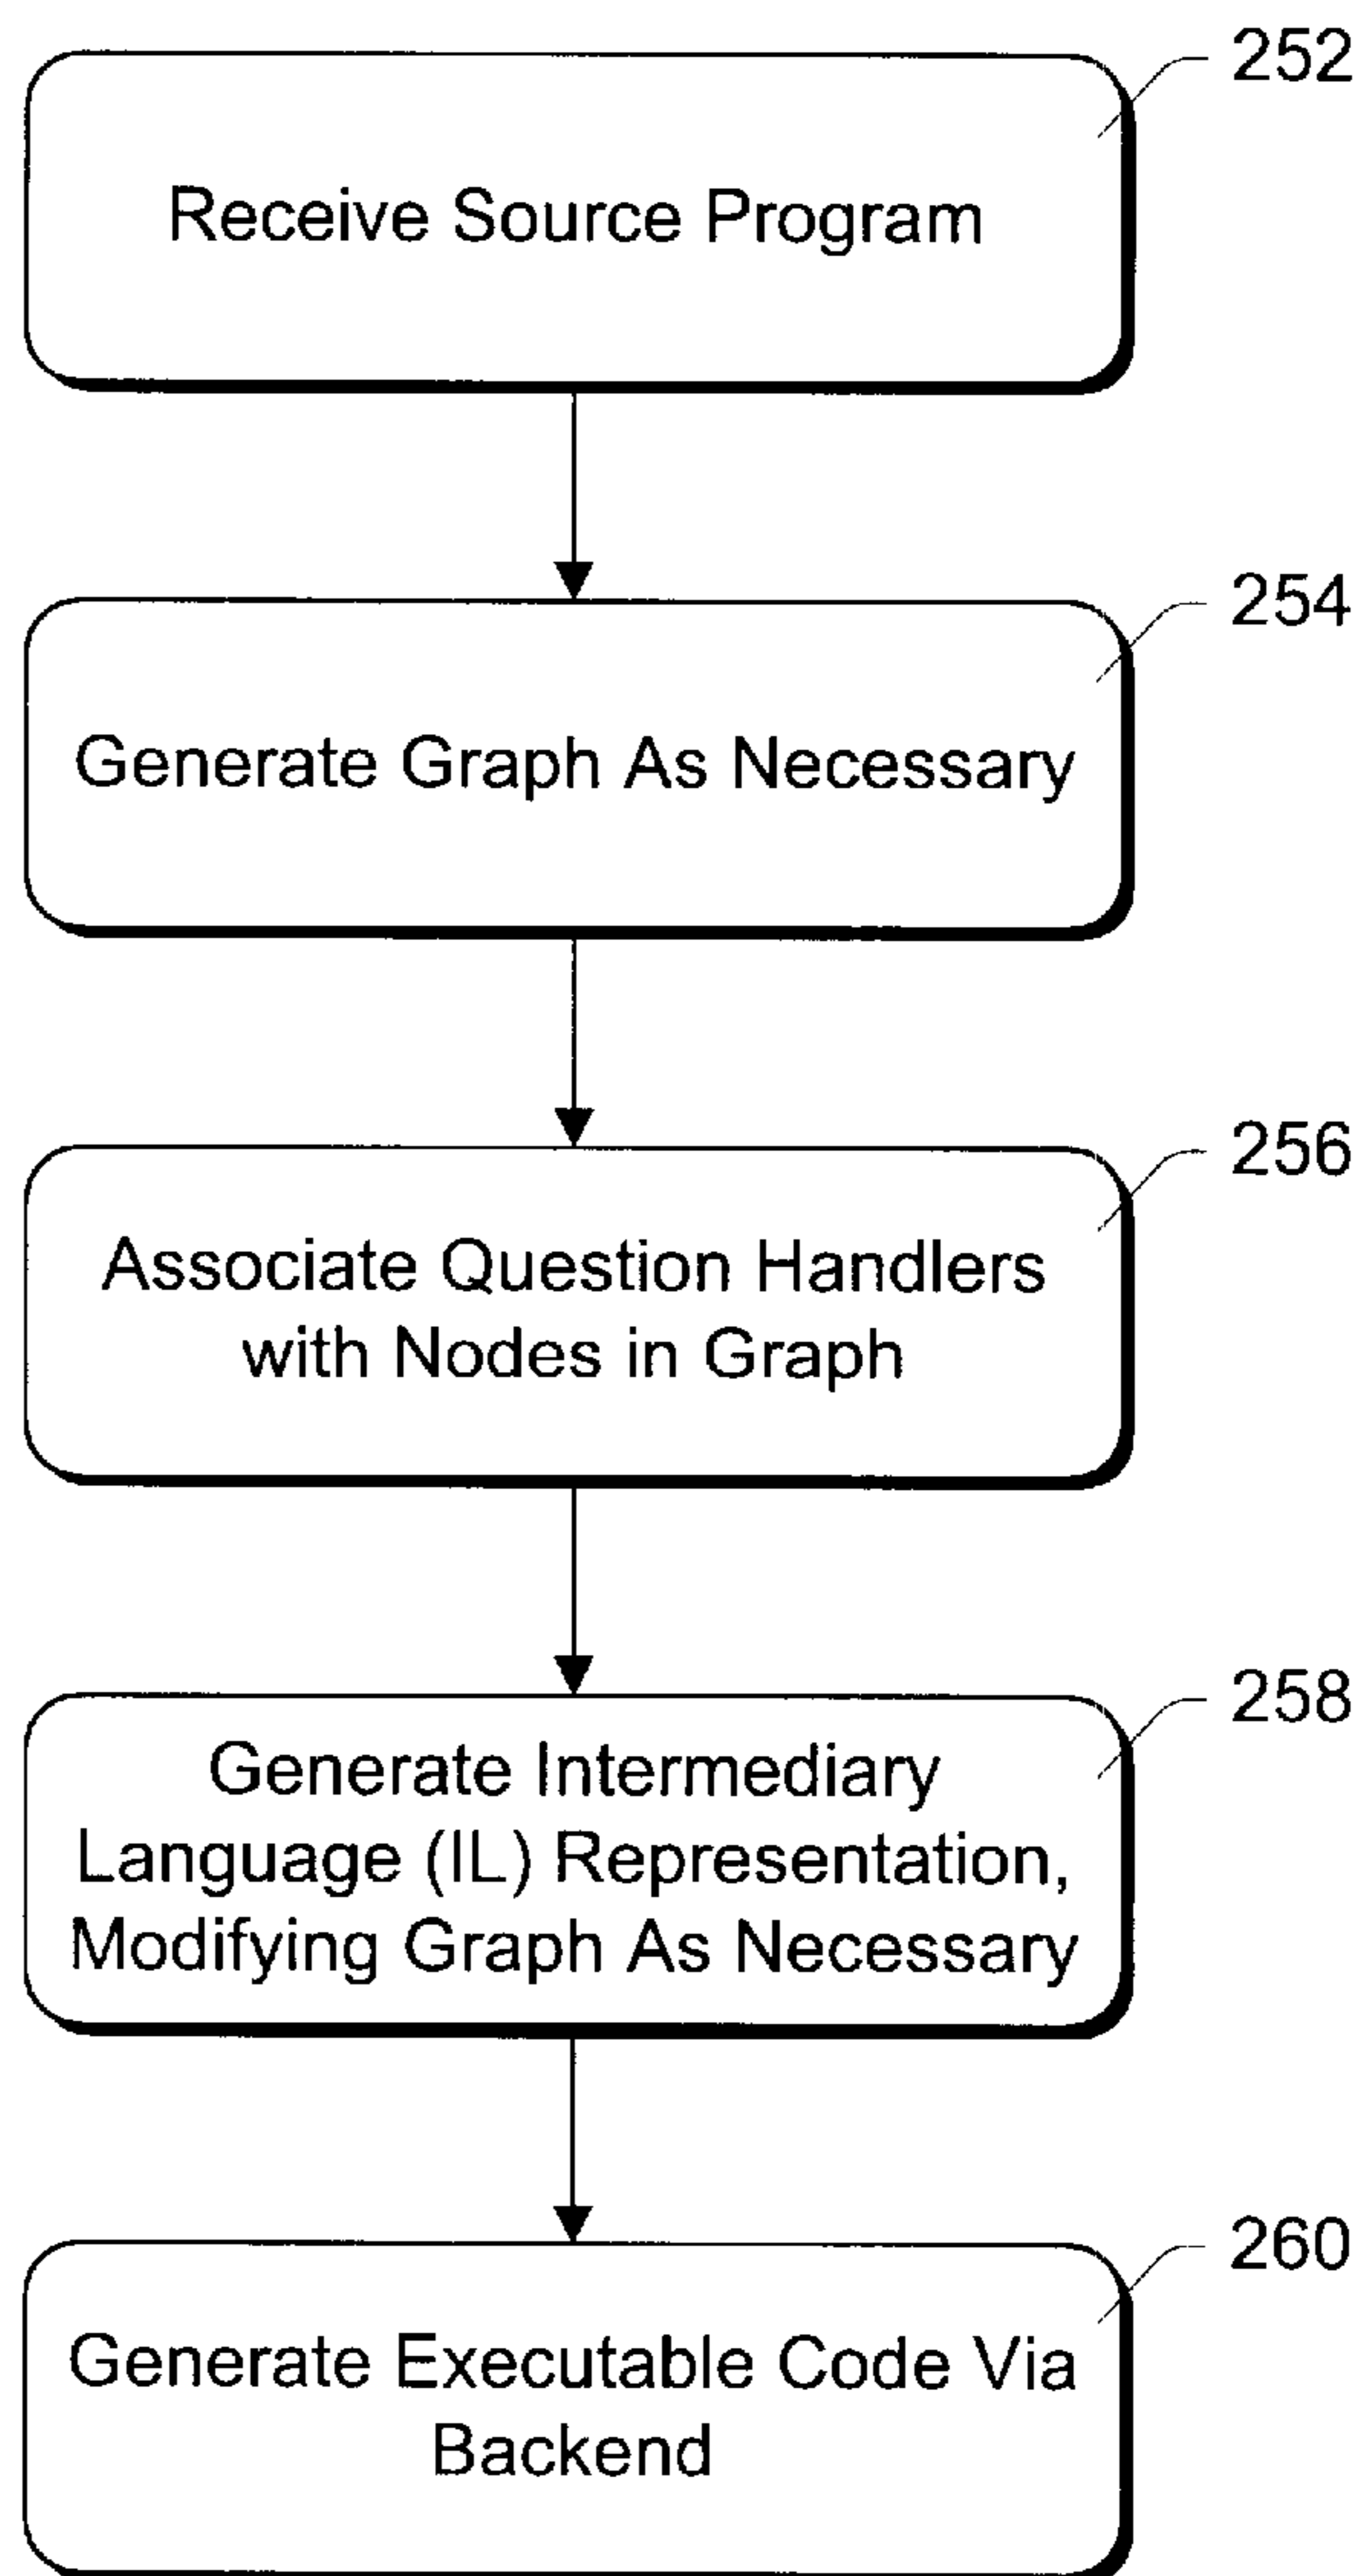 252
Receive Source Program
254
Generate Graph As Necessary
256
Associate Question Handlers
with Nodes in Graph
258
Generate Intermediary
Language (IL) Representation,
Modifying Graph As Necessary
260
Generate Executable Code Via
Backend